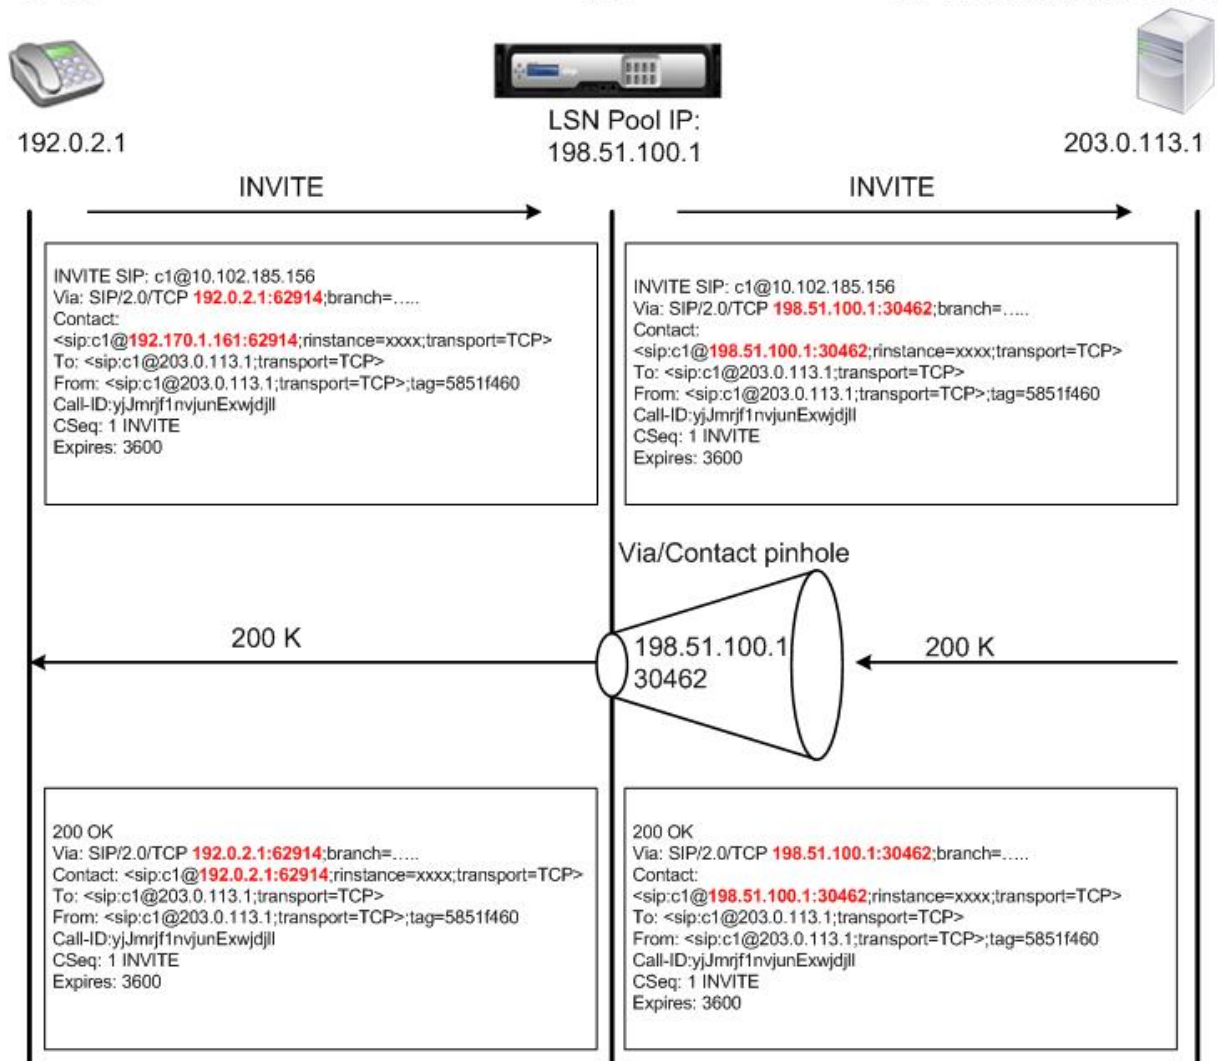 192.0.2.1
LSN Pool IP:
198.51.100.1
203.0.113.1
INVITE
INVITE
INVITE SIP: c1@10.102.185.156
Via: SIP/2.0/TCP 192.0.2.1:62914;branch=.....
Contact:
<sip:c1@192.170.1.161:62914;rinstance=xxxx;transport=TCP>
To: <sip:c1@203.0.113.1;transport=TCP>
From: <sip:c1@203.0.113.1;transport=TCP>;tag=5851f460
Call-ID:yjJmrjf1nvjunExwjdjll
CSeq: 1 INVITE
Expires: 3600
INVITE SIP: c1@10.102.185.156
Via: SIP/2.0/TCP 198.51.100.1:30462;branch=.....
Contact:
<sip:c1@198.51.100.1:30462;rinstance=xxxx;transport=TCP>
To: <sip:c1@203.0.113.1;transport=TCP>
From: <sip:c1@203.0.113.1;transport=TCP>;tag=5851f460
Call-ID:yjJmrjf1nvjunExwjdjll
CSeq: 1 INVITE
Expires: 3600
Via/Contact pinhole
200 K
198.51.100.1
30462
200 K
200 OK
Via: SIP/2.0/TCP 192.0.2.1:62914;branch=.....
Contact: <sip:c1@192.0.2.1:62914;rinstance=xxxx;transport=TCP>
To: <sip:c1@203.0.113.1;transport=TCP>
From: <sip:c1@203.0.113.1;transport=TCP>;tag=5851f460
Call-ID:yjJmrjf1nvjunExwjdjll
CSeq: 1 INVITE
Expires: 3600
200 OK
Via: SIP/2.0/TCP 198.51.100.1:30462;branch=.....
Contact:
<sip:c1@198.51.100.1:30462;rinstance=xxxx;transport=TCP>
To: <sip:c1@203.0.113.1;transport=TCP>
From: <sip:c1@203.0.113.1;transport=TCP>;tag=5851f460
Call-ID:yjJmrjf1nvjunExwjdjll
CSeq: 1 INVITE
Expires: 3600